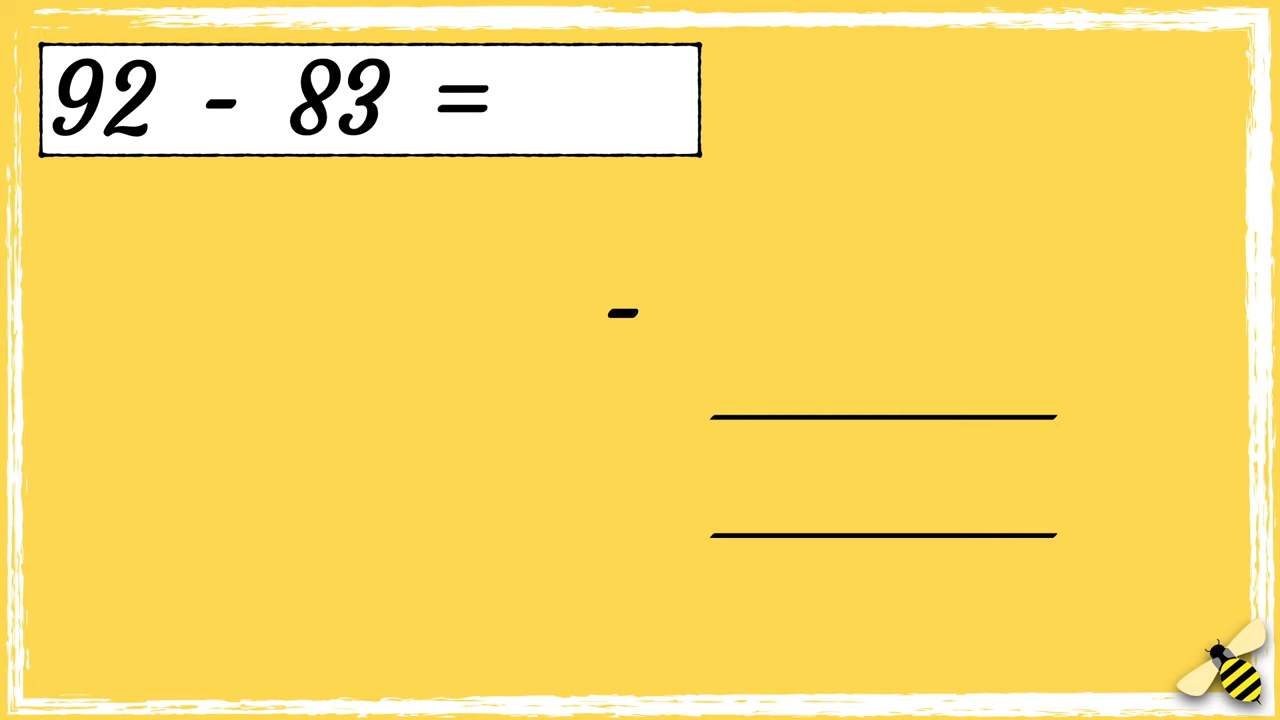 92 - 83 =
-